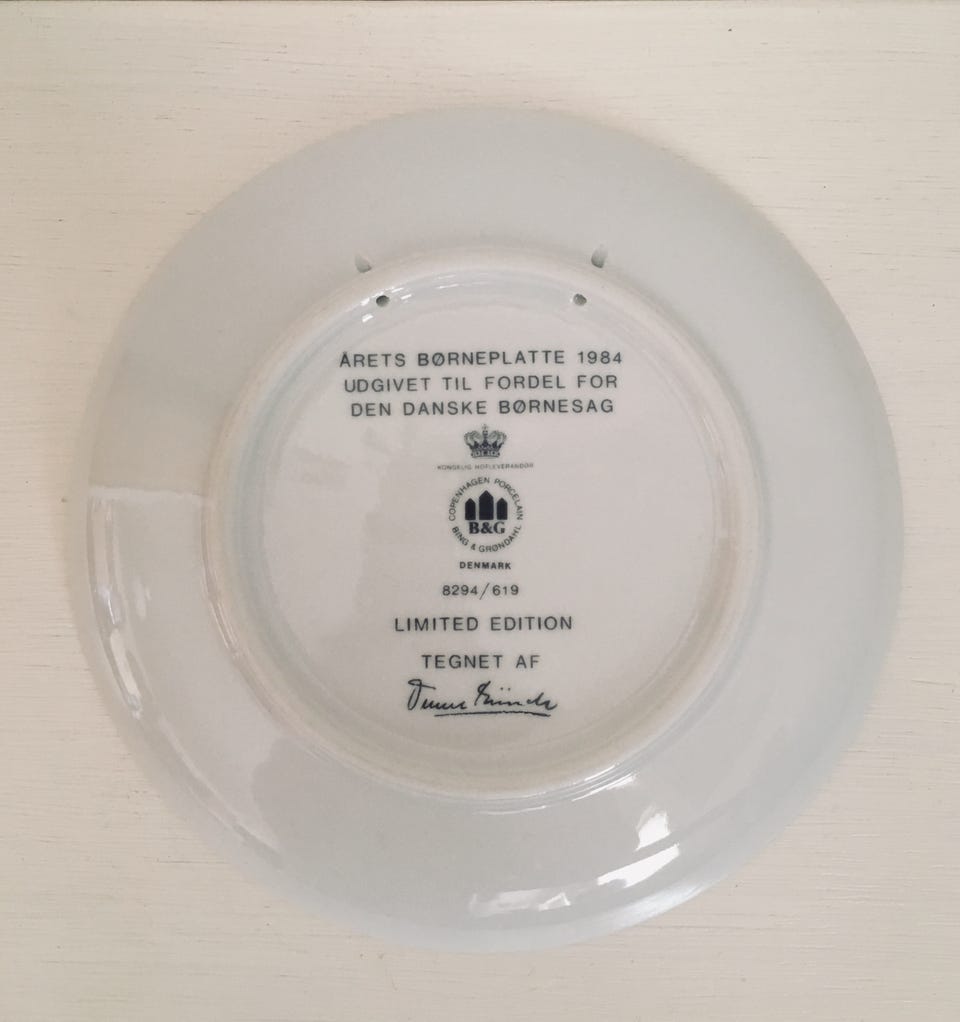 ÅRETS BØRNEPLATTE 1984
UDGIVET TIL FORDEL FOR
DEN DANSKE BØRNESAG
KONGELIG HOFLEVERANDØR
COPENHAGEN PORCELAIN
B&G
BING & GRØNDAHL
DENMARK
8294/619
LIMITED EDITION
TEGNET AF